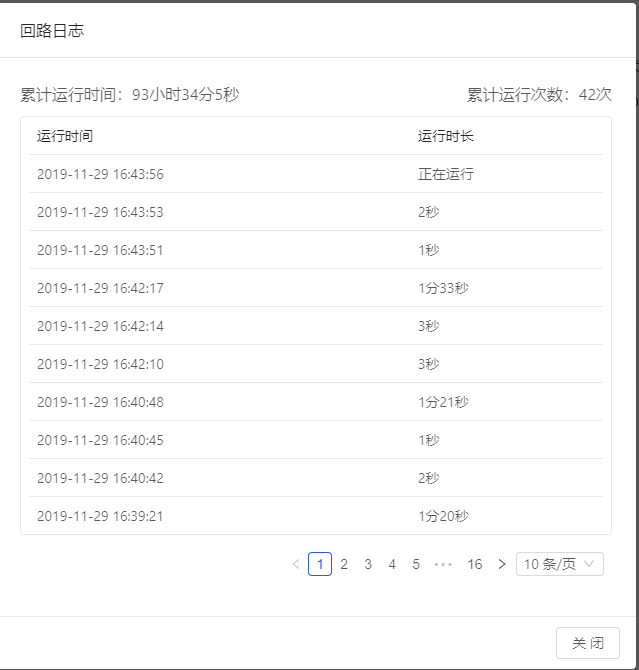 回路日志
累计运行时间：93小时34分5秒 累计运行次数：42次
运行时间 运行时长
2019-11-29 16:43:56 正在运行
2019-11-29 16:43:53 2秒
2019-11-29 16:43:51 1秒
2019-11-29 16:42:17 1分33秒
2019-11-29 16:42:14 3秒
2019-11-29 16:42:10 3秒
2019-11-29 16:40:48 1分21秒
2019-11-29 16:40:45 1秒
2019-11-29 16:40:42 2秒
2019-11-29 16:39:21 1分20秒
1 2 3 4 5 ••• 16 10 条/页
关 闭